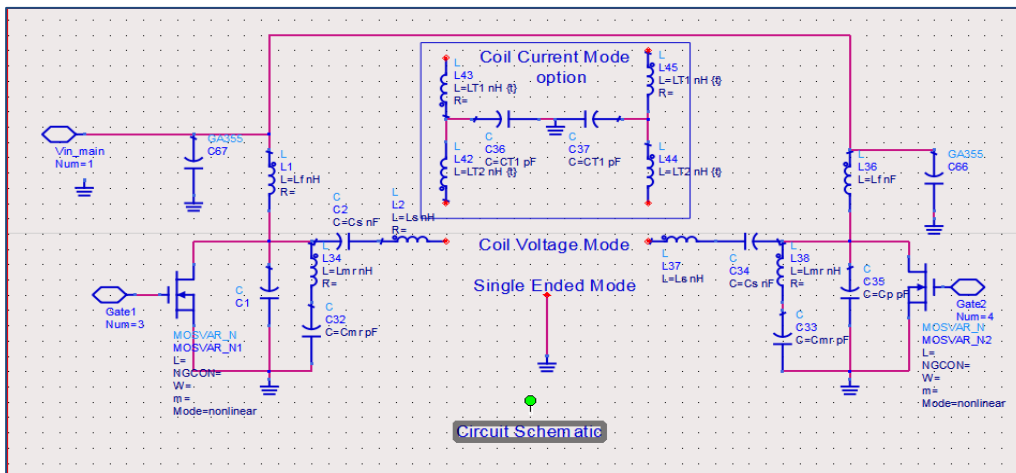 Coil Current Mode
option
L
L43
L=LT1 nH {t}
R=
L
L45
L=LT1 nH {t}
R=
C
C36
C=CT1 pF
C
C37
C=CT1 pF
L
L42
L=LT2 nH {t}
L
L44
L=LT2 nH {t}
Vin_main
Num=1
GA355
C67
L
L1
L=Lf nH
R=
L
L36
L=Lf nF
GA355
C66
C
C2
C=Cs nF
L
L2
L=Ls nH
R=
Coil Voltage Mode
L
L37
L=Ls nH
C
C34
C=Cs nF
L34
L=Lmr nH
R=
L38
L=Lmr nH
R=
C
C1
C
C32
C=Cmr pF
Single Ended Mode
C
C33
C=Cmr pF
C
C35
C=Cp pF
Gate1
Num=3
Gate2
Num=4
MOSVAR_N
MOSVAR_N1
L=
NGCON=
W=
m=
Mode=nonlinear
MOSVAR_N
MOSVAR_N2
L=
NGCON=
W=
m=
Mode=nonlinear
Circuit Schematic